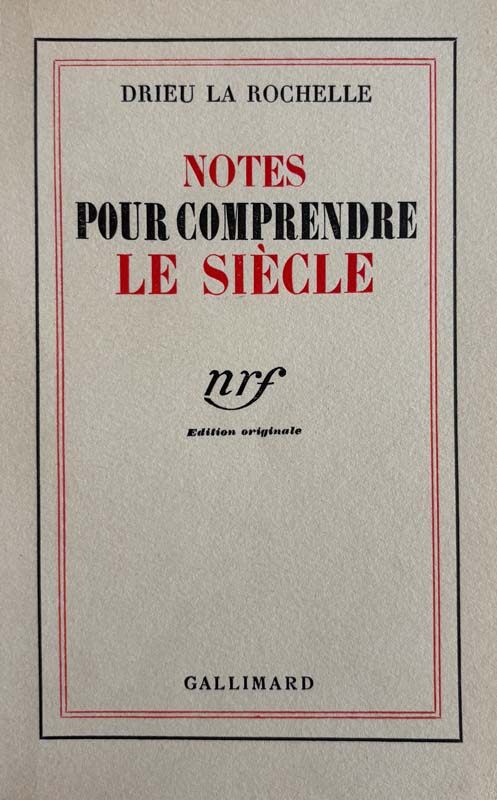 DRIEU LA ROCHELLE
NOTES
POUR COMPRENDRE
LE SIÈCLE
nrf
Edition originale
GALLIMARD